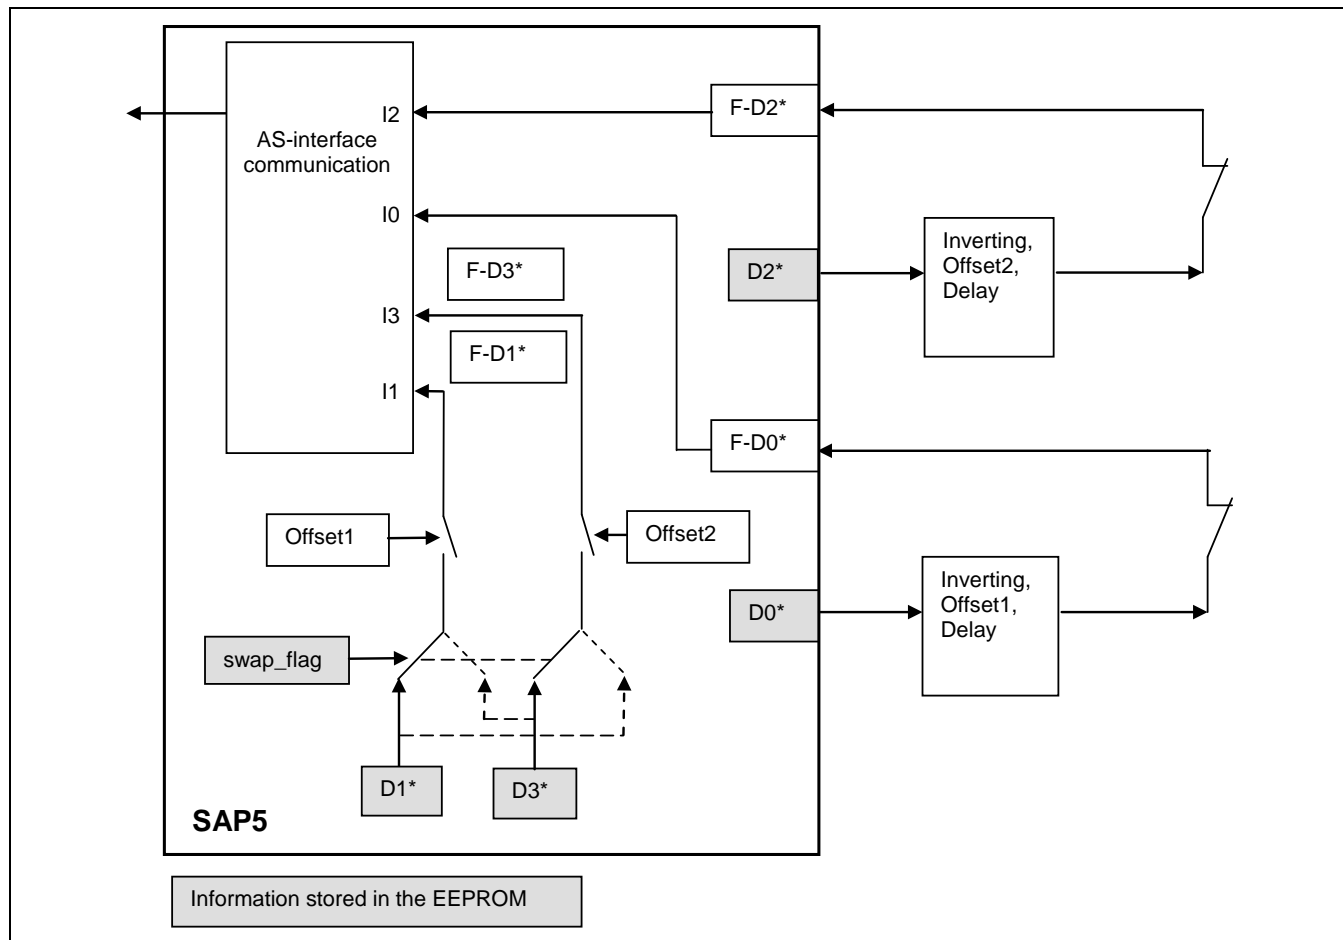 I2
F-D2*
AS-interface
communication
I0
Inverting,
Offset2,
Delay
F-D3*
D2*
I3
F-D1*
I1
F-D0*
Offset1
Offset2
Inverting,
Offset1,
Delay
D0*
swap_flag
D1*
D3*
SAP5
Information stored in the EEPROM